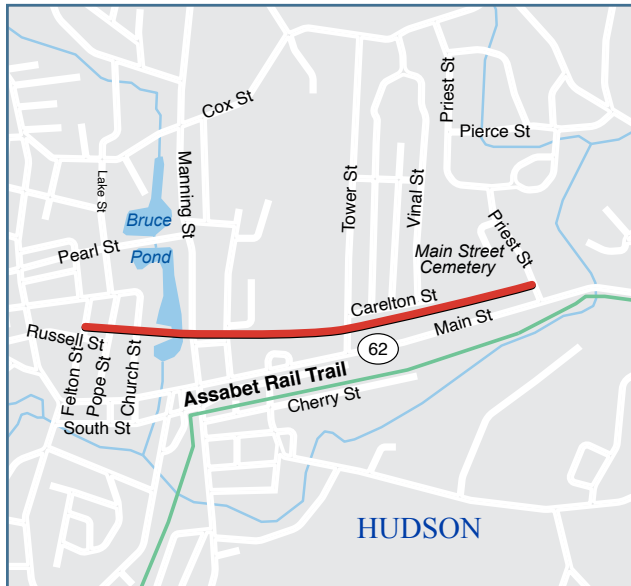 Cox St
Priest St
Pierce St
Lake St
Manning St
Tower St
Vinal St
Priest St
Bruce
Pond
Pearl St
Main Street
Cemetery
Carelton St
Main St
62
Russell St
Felton St
Pope St
Church St
South St
Assabet Rail Trail
Cherry St
HUDSON